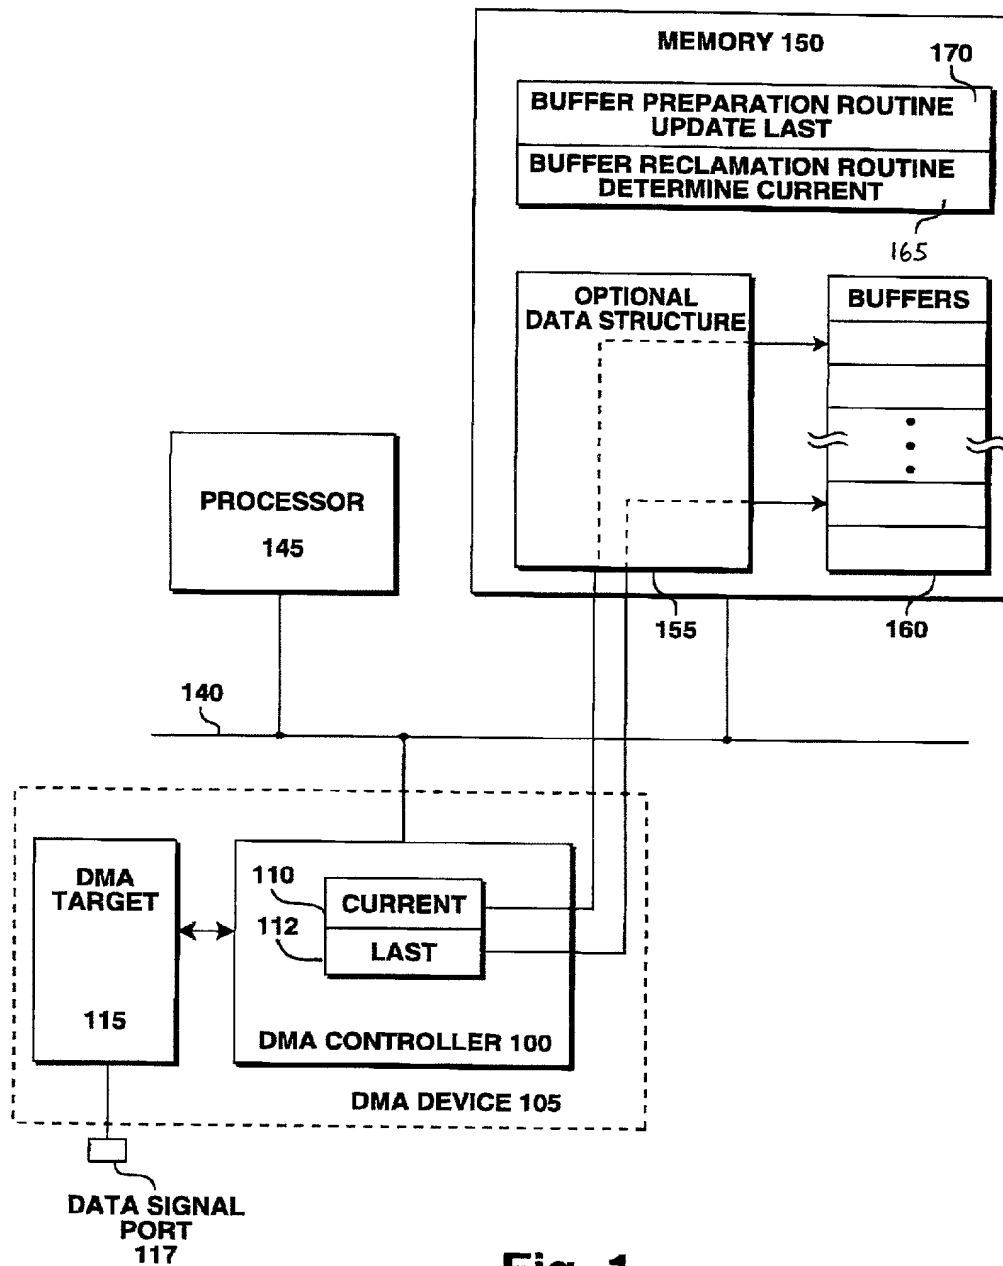 MEMORY 150
170
BUFFER PREPARATION ROUTINE
UPDATE LAST
BUFFER RECLAMATION ROUTINE
DETERMINE CURRENT
165
OPTIONAL
DATA STRUCTURE
BUFFERS
PROCESSOR
145
155
160
140
DMA
TARGET
110
CURRENT
112
LAST
115
DMA CONTROLLER 100
DMA DEVICE 105
DATA SIGNAL
PORT
117
Fig. 1